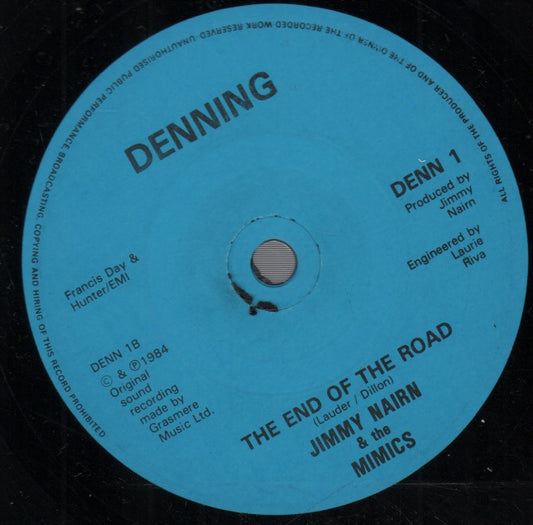 ALL RIGHTS OF THE PRODUCER AND OF THE OWNER OF THE RECORDED WORK RESERVED·UNAUTHORISED PUBLIC PERFORMANCE, BROADCASTING, COPYING AND HIRING OF THIS RECORD PROHIBITED
DENNING
DENN 1
Produced by
Jimmy
Nairn
Engineered by
Laurie
Riva
Francis Day &
Hunter/EMI
DENN 1B
© & ℗1984
Original
sound
recording
made by
Grasmere
Music Ltd.
THE END OF THE ROAD
(Lauder / Dillon)
JIMMY NAIRN
& the
MIMICS